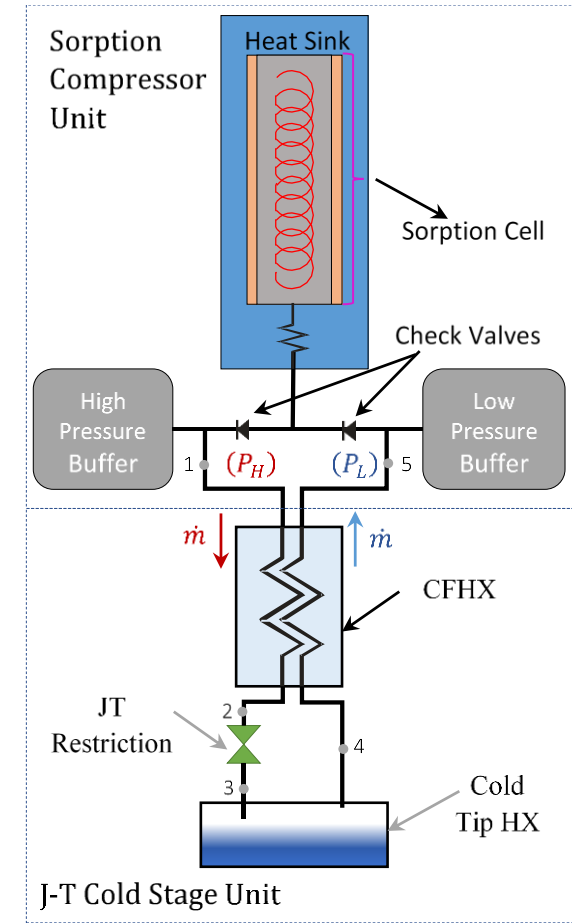 Sorption
Compressor
Unit
Heat Sink
Sorption Cell
Check Valves
High
Pressure
Buffer
Low
Pressure
Buffer
1
(P_H)
(P_L)
5
ṁ
ṁ
CFHX
JT
Restriction
2
3
4
Cold
Tip HX
J-T Cold Stage Unit